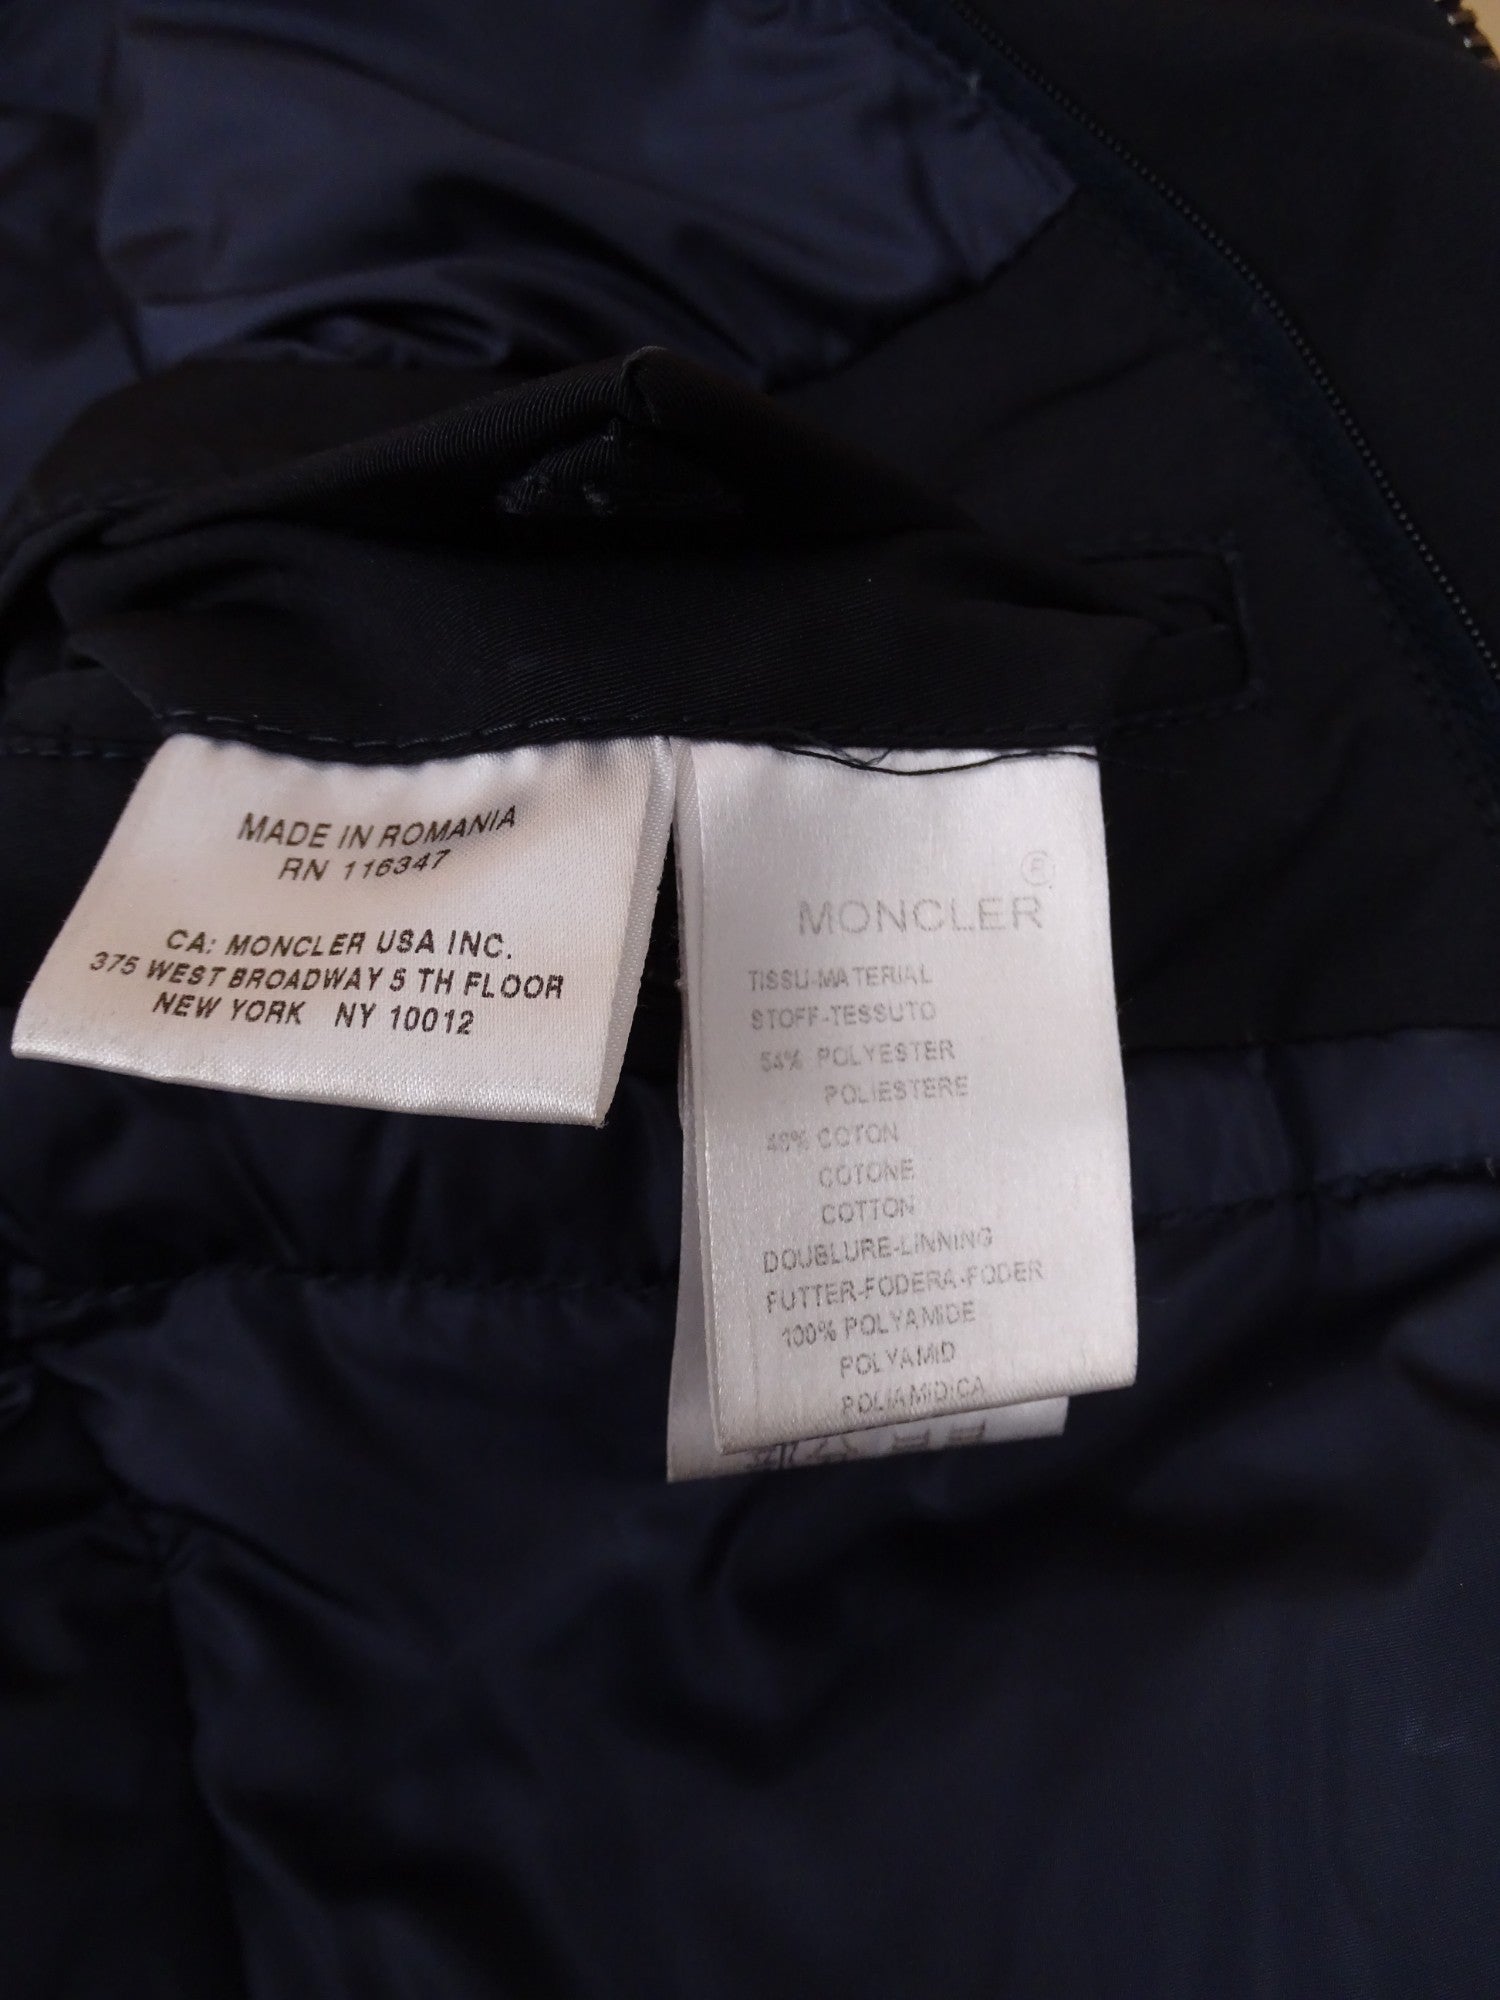 MADE IN ROMANIA
RN 116347
CA: MONCLER USA INC.
375 WEST BROADWAY 5 TH FLOOR
NEW YORK NY 10012
®
MONCLER
TISSU-MATERIAL
STOFF-TESSUTO
54% POLYESTER
POLIESTERE
46% COTON
COTONE
COTTON
DOUBLURE-LINNING
FUTTER-FODERA-FODER
100% POLYAMIDE
POLYAMID
POLIAMIDICA